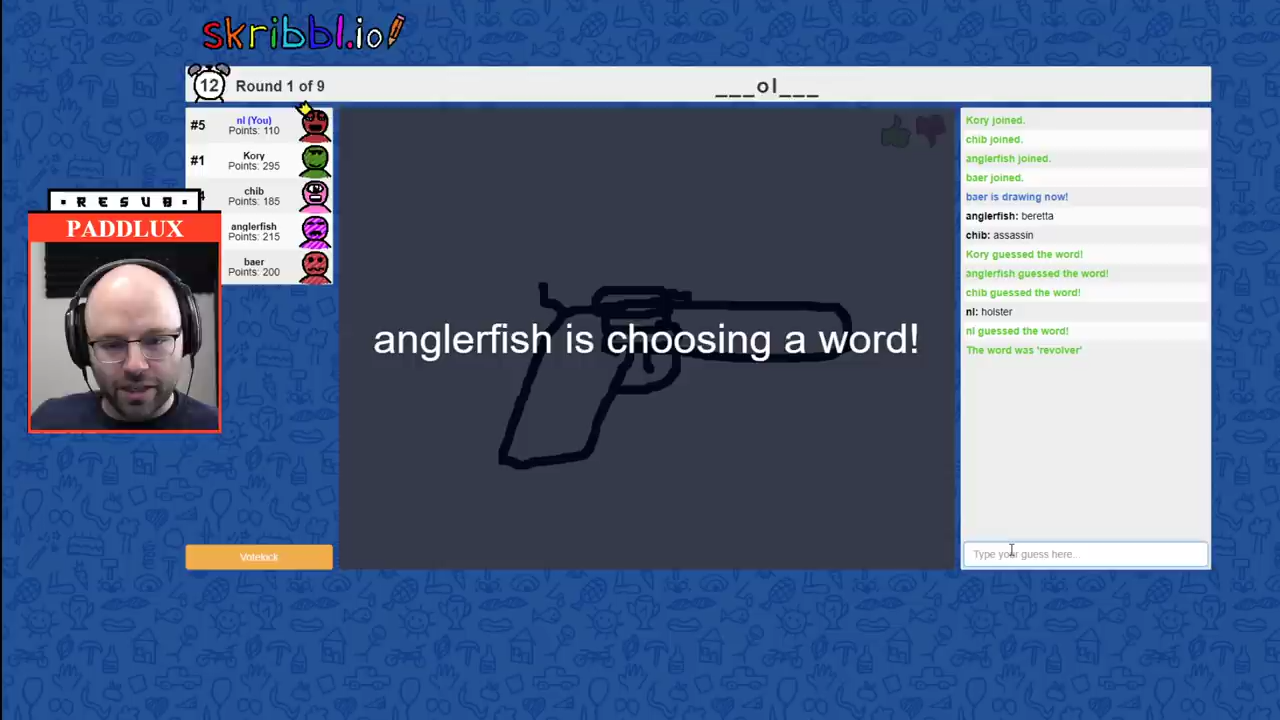 skribbl.io
12
Round 1 of 9
___ol___
#5
nl (You)
Points: 110
#1
Kory
Points: 295
chib
Points: 185
anglerfish
Points: 215
baer
Points: 200
·RESUB·
PADDLUX
anglerfish is choosing a word!
Votekick
Kory joined.
chib joined.
anglerfish joined.
baer joined.
baer is drawing now!
anglerfish: beretta
chib: assassin
Kory guessed the word!
anglerfish guessed the word!
chib guessed the word!
nl: holster
nl guessed the word!
The word was 'revolver'
Type your guess here...